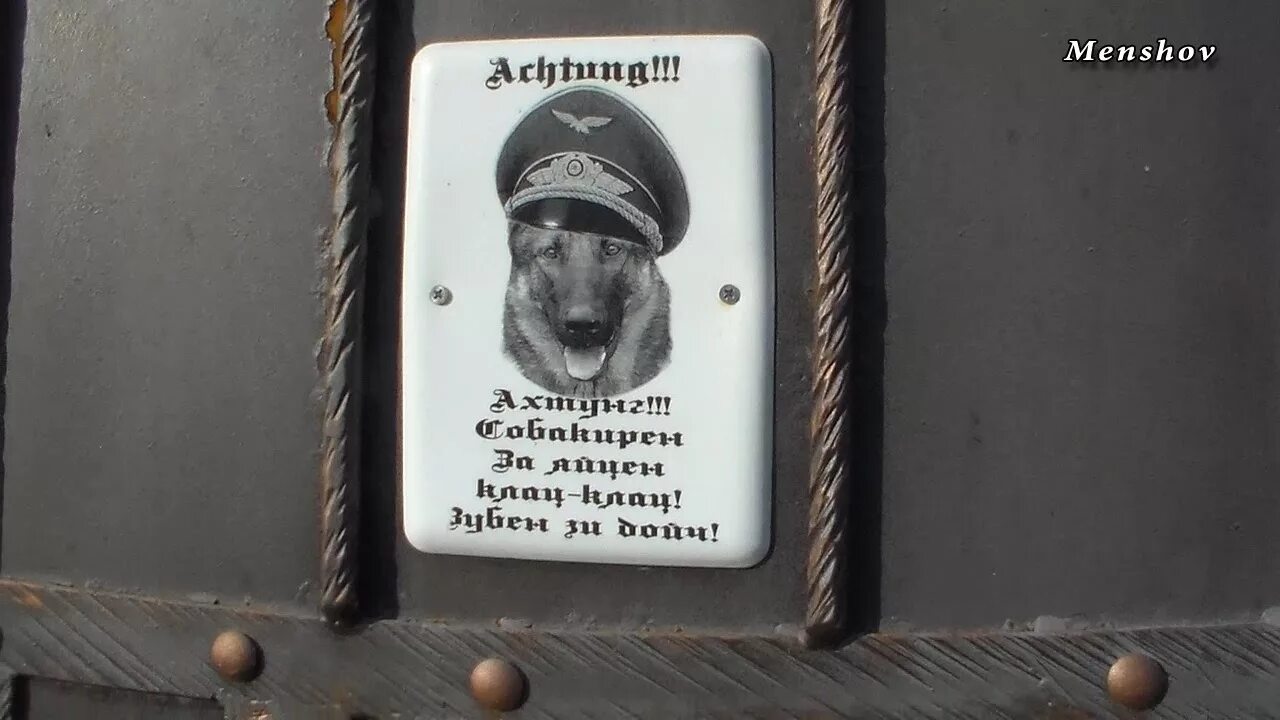 Menshov
Achtung!!!
Ахтунг!!!
Собакирен
За яйцен
клац-клац!
Зубен зи дойч!